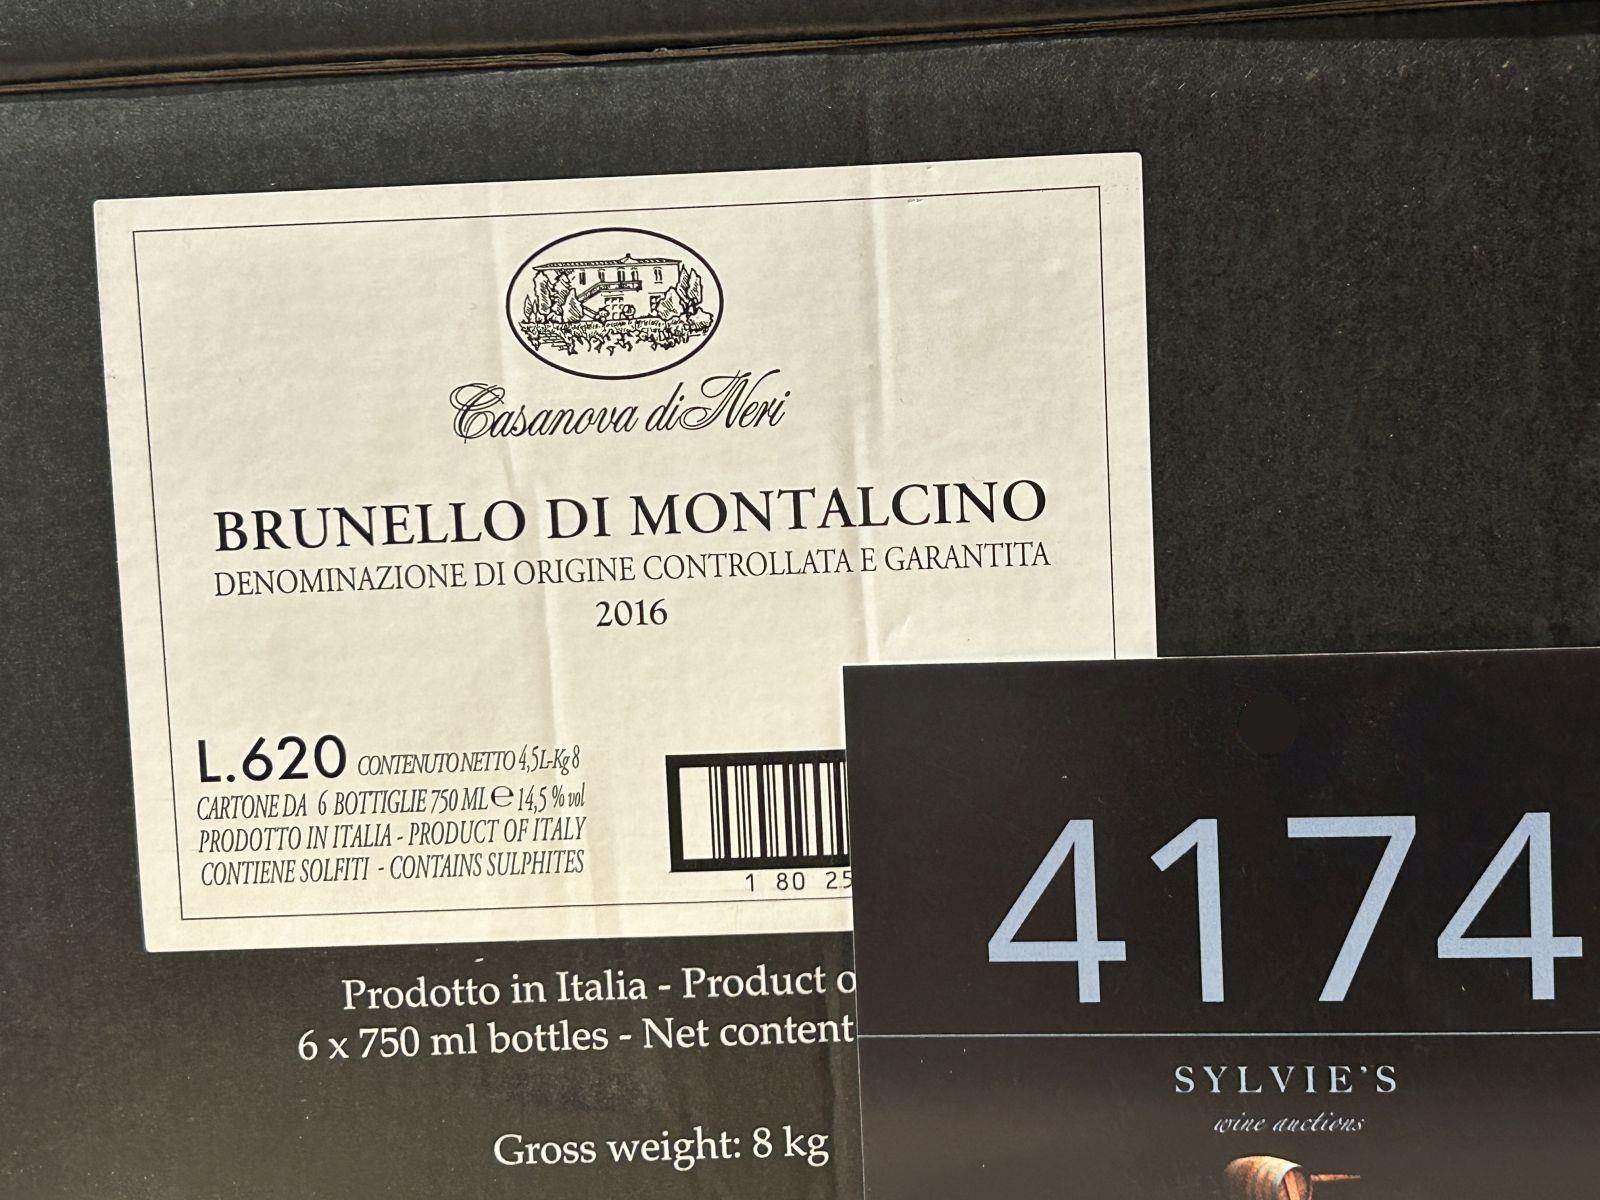 Casanova di Neri
BRUNELLO DI MONTALCINO
DENOMINAZIONE DI ORIGINE CONTROLLATA E GARANTITA
2016
L.620 CONTENUTO NETTO 4,5L-Kg 8
CARTONE DA 6 BOTTIGLIE 750 ML ℮ 14,5 % vol
PRODOTTO IN ITALIA - PRODUCT OF ITALY
CONTIENE SOLFITI - CONTAINS SULPHITES
1 80 25
Prodotto in Italia - Product o
6 x 750 ml bottles - Net content
Gross weight: 8 kg
4174
SYLVIE'S
wine auctions